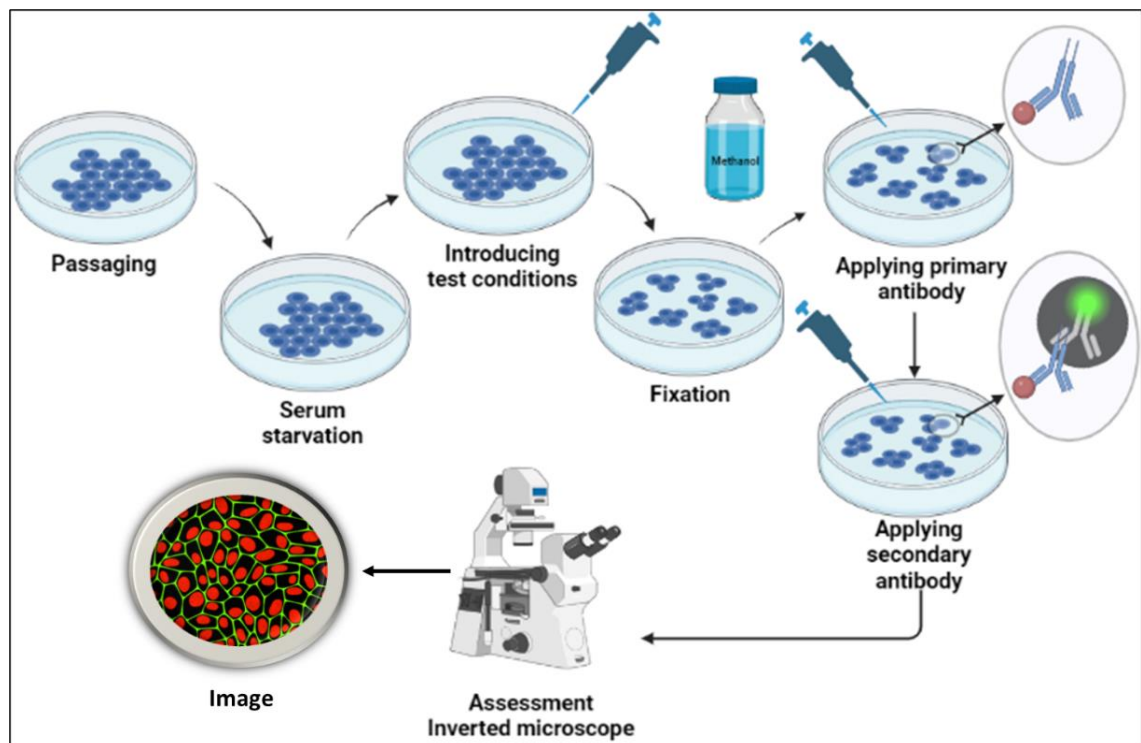 Passaging
Serum
starvation
Introducing
test conditions
Methanol
Fixation
Applying primary
antibody
Applying
secondary
antibody
Assessment
Inverted microscope
Image